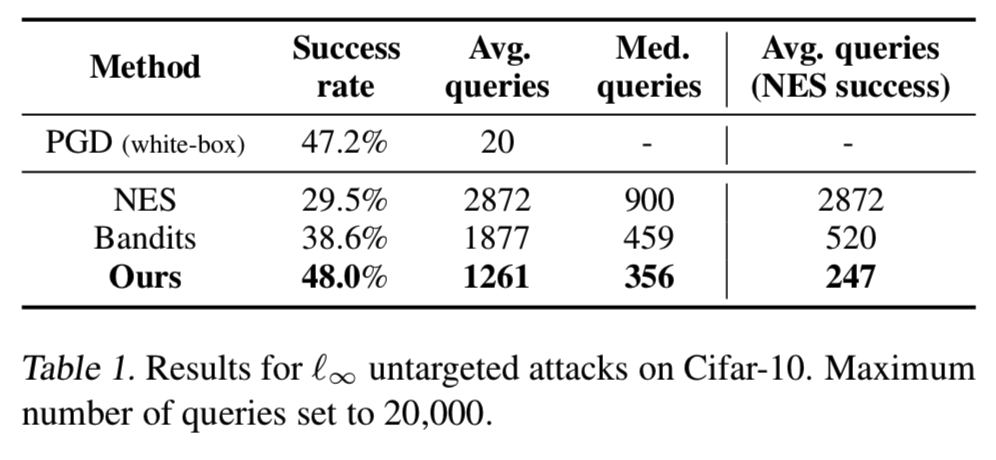 Method Success rate Avg. queries Med. queries Avg. queries (NES success)
PGD (white-box) 47.2% 20 - -
NES 29.5% 2872 900 2872
Bandits 38.6% 1877 459 520
Ours 48.0% 1261 356 247
Table 1. Results for ℓ∞ untargeted attacks on Cifar-10. Maximum
number of queries set to 20,000.